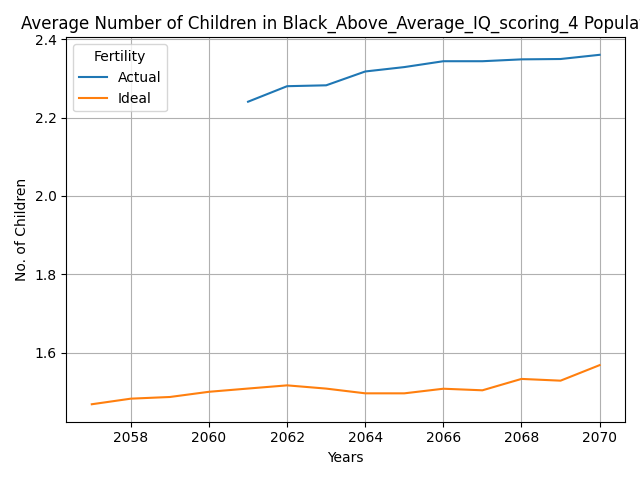 Average Number of Children in Black_Above_Average_IQ_scoring_4 Popula
2.4
2.2
2.0
1.8
1.6
No. of Children
Fertility
Actual
Ideal
2058 2060 2062 2064 2066 2068 2070
Years